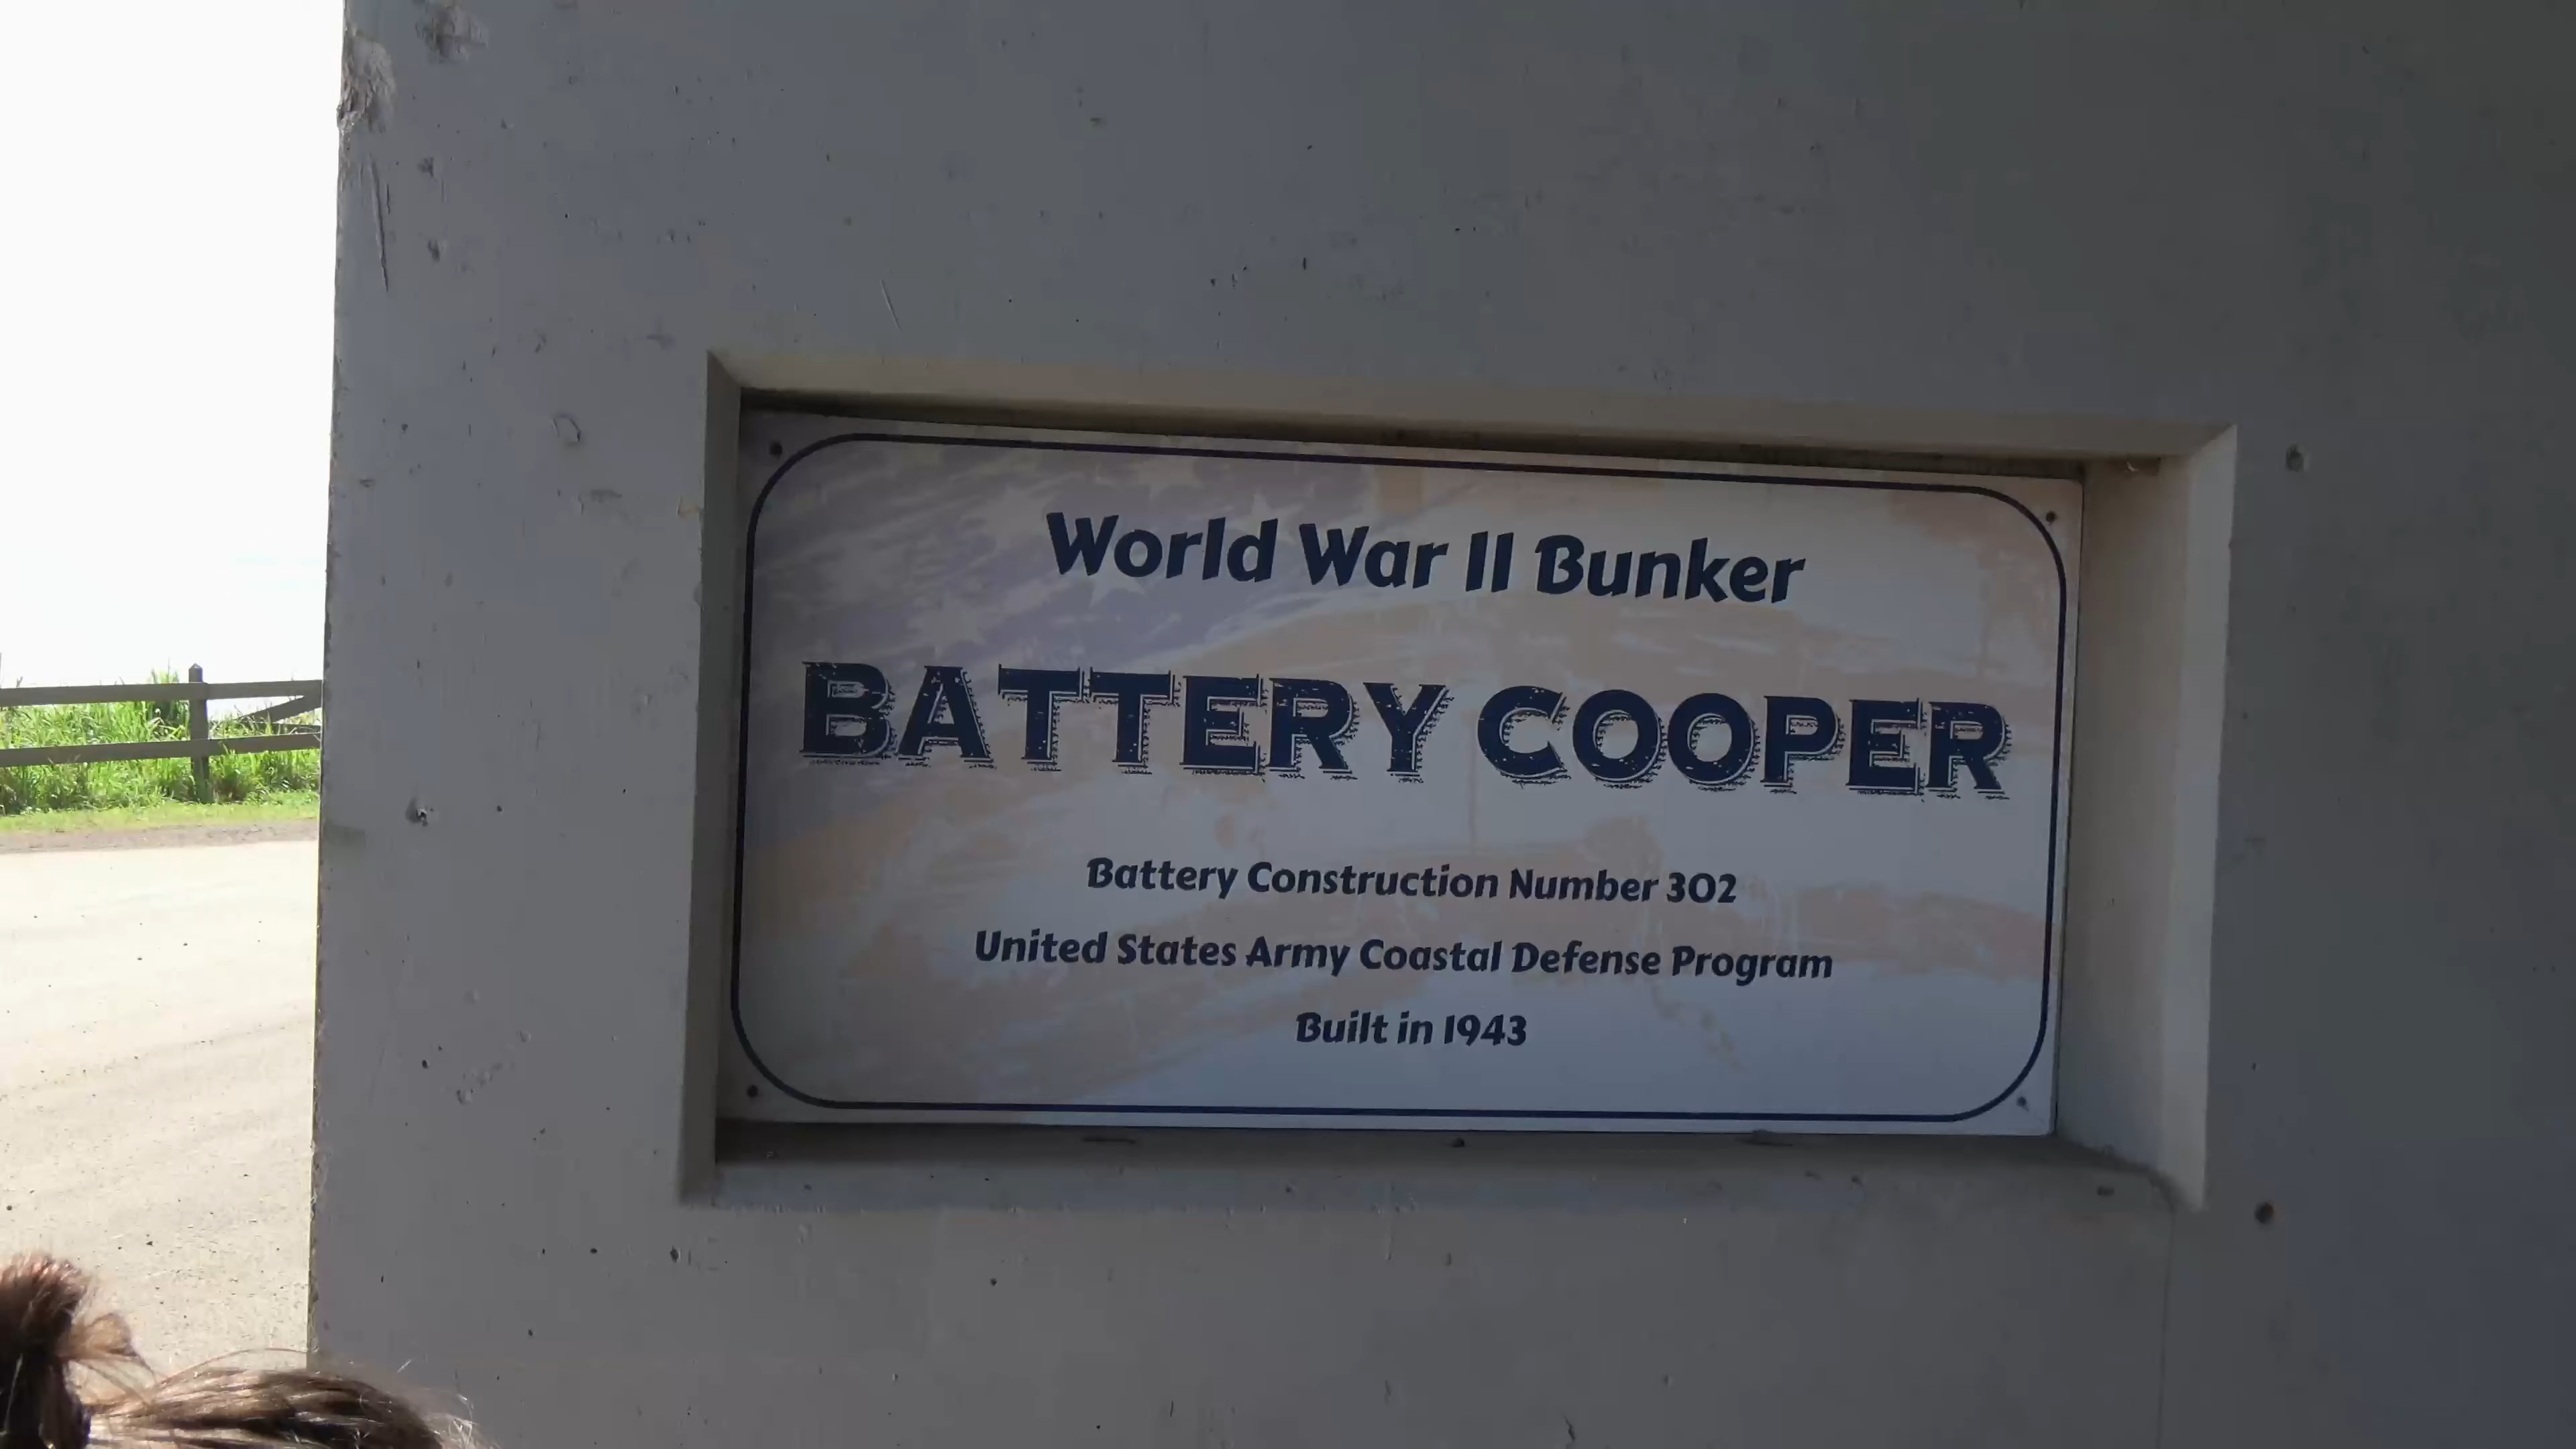 World War II Bunker
BATTERY COOPER
Battery Construction Number 302
United States Army Coastal Defense Program
Built in 1943